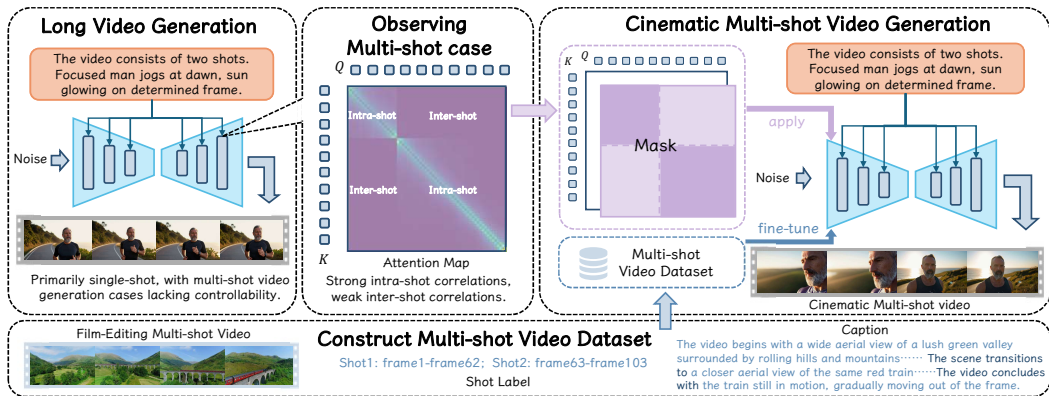 Long Video Generation
The video consists of two shots.
Focused man jogs at dawn, sun
glowing on determined frame.
Noise
Primarily single-shot, with multi-shot video
generation cases lacking controllability.
Observing
Multi-shot case
Q
K
Intra-shot
Inter-shot
Inter-shot
Intra-shot
Attention Map
Strong intra-shot correlations,
weak inter-shot correlations.
Cinematic Multi-shot Video Generation
K
Q
Mask
apply
The video consists of two shots.
Focused man jogs at dawn, sun
glowing on determined frame.
Noise
fine-tune
Multi-shot
Video Dataset
Cinematic Multi-shot video
Film-Editing Multi-shot Video
Construct Multi-shot Video Dataset
Shot1: frame1-frame62; Shot2: frame63-frame103
Shot Label
Caption
The video begins with a wide aerial view of a lush green valley
surrounded by rolling hills and mountains⋯⋯ The scene transitions
to a closer aerial view of the same red train⋯⋯The video concludes
with the train still in motion, gradually moving out of the frame.